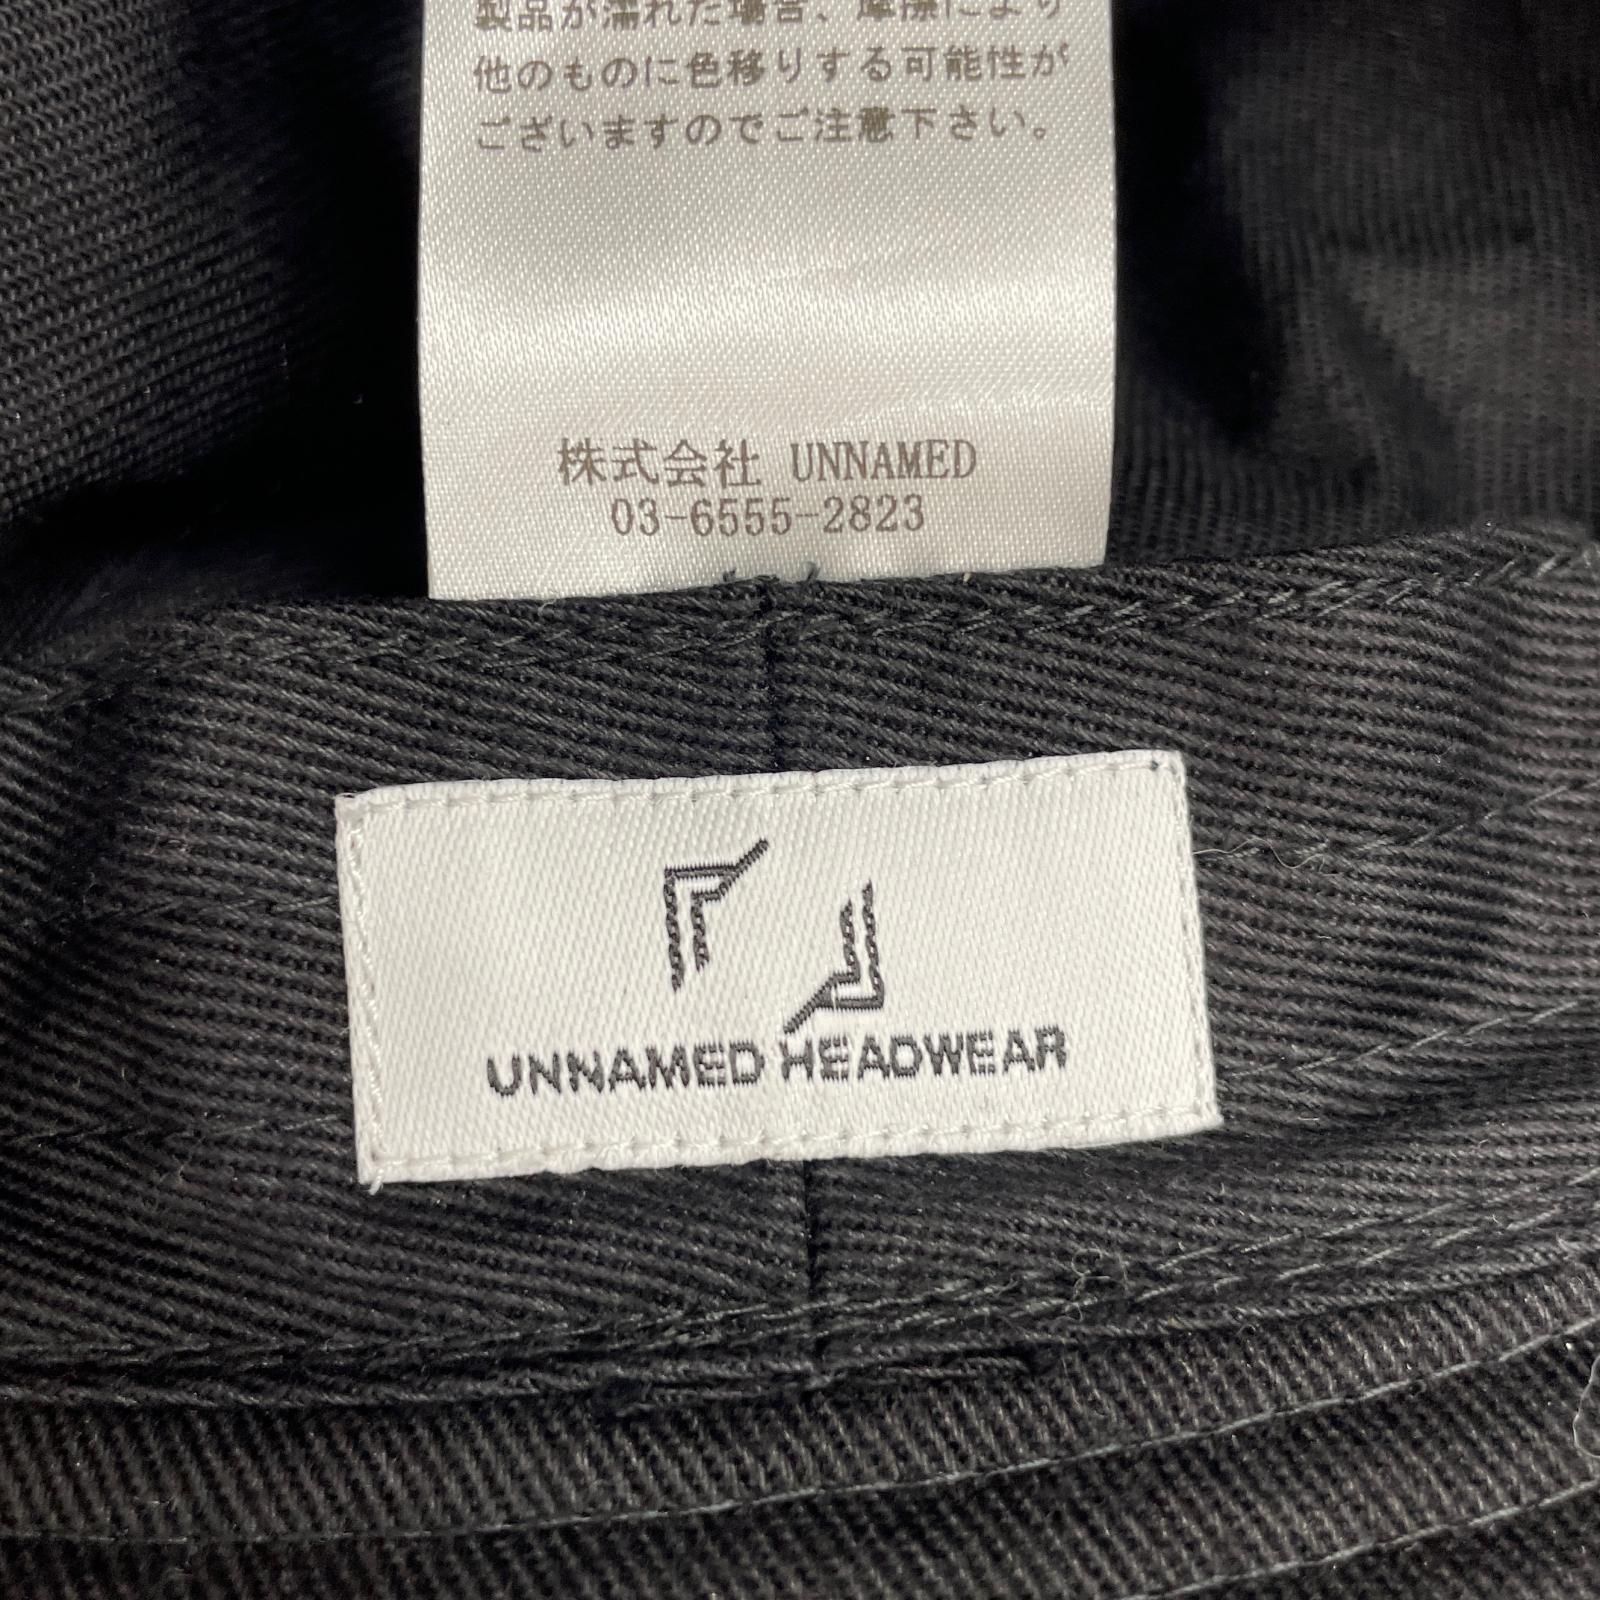 製品が濡れた場合、摩擦により
他のものに色移りする可能性が
ございますのでご注意下さい。
株式会社 UNNAMED
03-6555-2823
UNNAMED HEADWEAR